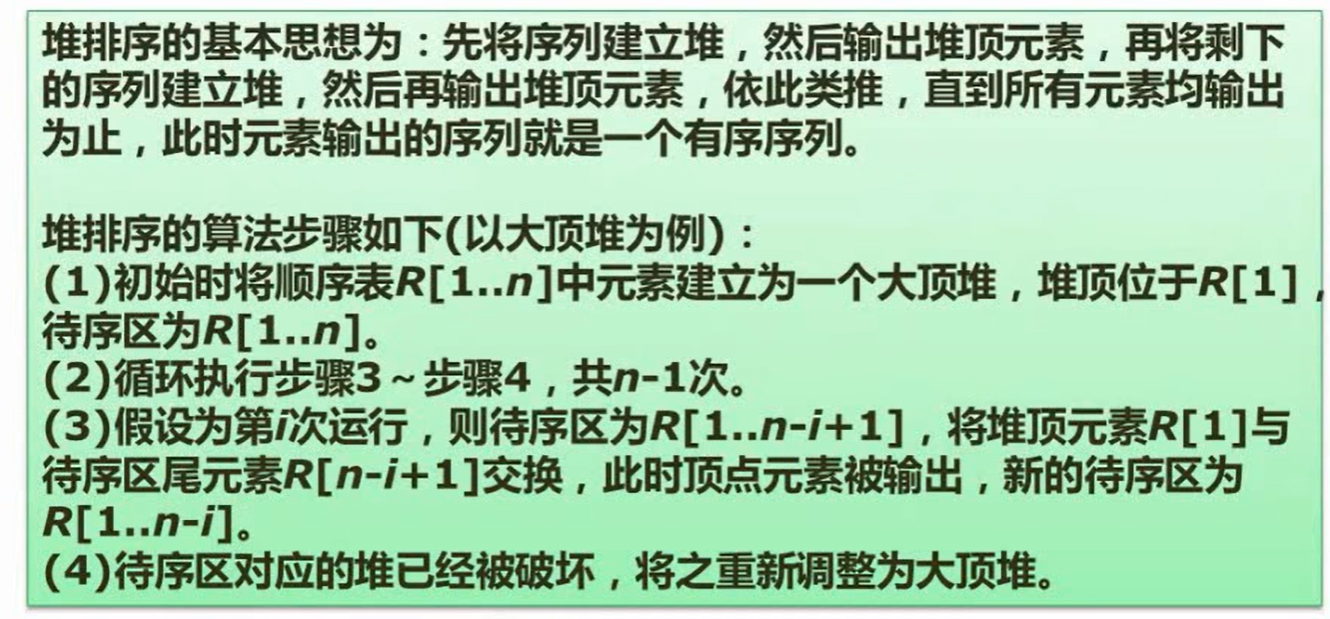 堆排序的基本思想为：先将序列建立堆，然后输出堆顶元素，再将剩下
的序列建立堆，然后再输出堆顶元素，依此类推，直到所有元素均输出
为止，此时元素输出的序列就是一个有序序列。
堆排序的算法步骤如下(以大顶堆为例)：
(1)初始时将顺序表R[1..n]中元素建立为一个大顶堆，堆顶位于R[1]，
待序区为R[1..n]。
(2)循环执行步骤3～步骤4，共n-1次。
(3)假设为第i次运行，则待序区为R[1..n-i+1]，将堆顶元素R[1]与
待序区尾元素R[n-i+1]交换，此时顶点元素被输出，新的待序区为
R[1..n-i]。
(4)待序区对应的堆已经被破坏，将之重新调整为大顶堆。